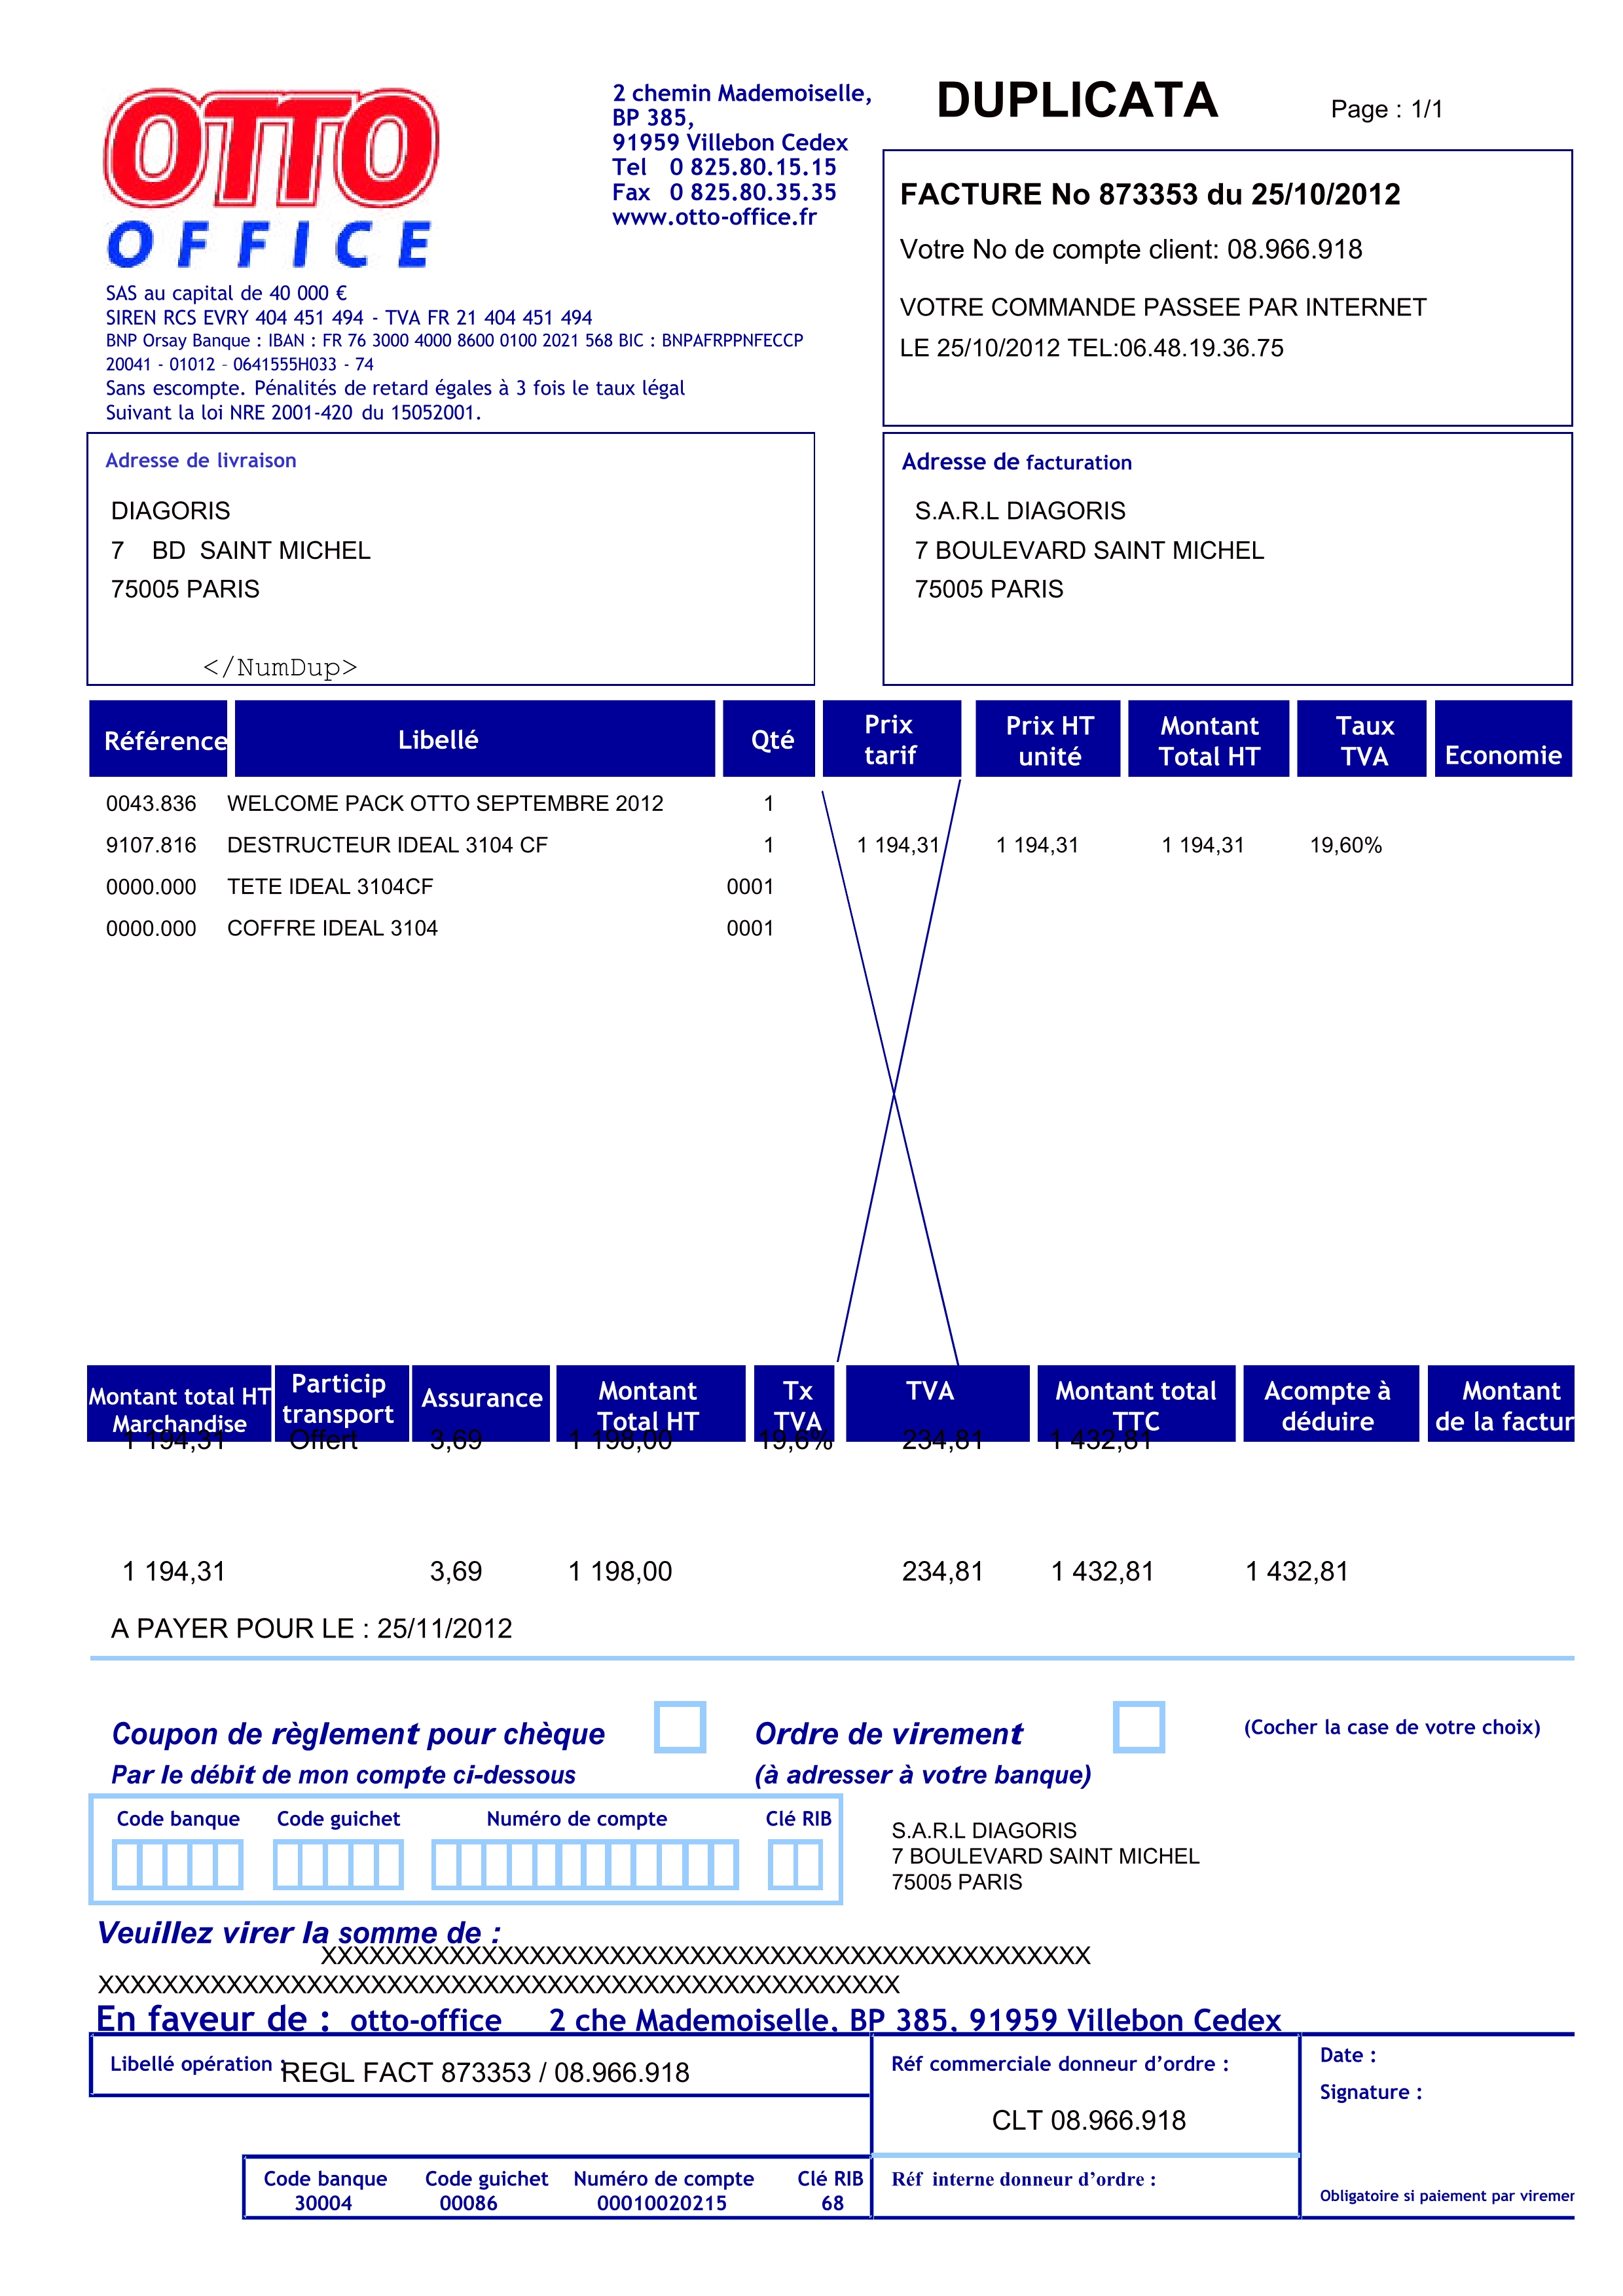 OTTO
OFFICE
2 chemin Mademoiselle,
BP 385,
91959 Villebon Cedex
Tel 0 825.80.15.15
Fax 0 825.80.35.35
www.otto-office.fr
DUPLICATA
Page : 1/1
FACTURE No 873353 du 25/10/2012
Votre No de compte client: 08.966.918
VOTRE COMMANDE PASSEE PAR INTERNET
LE 25/10/2012 TEL:06.48.19.36.75
SAS au capital de 40 000 €
SIREN RCS EVRY 404 451 494 - TVA FR 21 404 451 494
BNP Orsay Banque : IBAN : FR 76 3000 4000 8600 0100 2021 568 BIC : BNPAFRPPNFECCP
20041 - 01012 - 0641555H033 - 74
Sans escompte. Pénalités de retard égales à 3 fois le taux légal
Suivant la loi NRE 2001-420 du 15052001.
Adresse de livraison
DIAGORIS
7 BD SAINT MICHEL
75005 PARIS
</NumDup>
Adresse de facturation
S.A.R.L DIAGORIS
7 BOULEVARD SAINT MICHEL
75005 PARIS
Référence Libellé Qté Prix tarif Prix HT unité Montant Total HT Taux TVA Economie
0043.836 WELCOME PACK OTTO SEPTEMBRE 2012 1
9107.816 DESTRUCTEUR IDEAL 3104 CF 1 1 194,31 1 194,31 1 194,31 19,60%
0000.000 TETE IDEAL 3104CF 0001
0000.000 COFFRE IDEAL 3104 0001
Montant total HT Marchandise Particip transport Assurance Montant Total HT Tx TVA TVA Montant total TTC Acompte à déduire Montant de la factur
1 194,31 Offert 3,69 1 198,00 19,6% 234,81 1 432,81
1 194,31 3,69 1 198,00 234,81 1 432,81 1 432,81
A PAYER POUR LE : 25/11/2012
Coupon de règlement pour chèque Ordre de virement (Cocher la case de votre choix)
Par le débit de mon compte ci-dessous (à adresser à votre banque)
Code banque Code guichet Numéro de compte Clé RIB
S.A.R.L DIAGORIS
7 BOULEVARD SAINT MICHEL
75005 PARIS
Veuillez virer la somme de :
XXXXXXXXXXXXXXXXXXXXXXXXXXXXXXXXXXXXXXXXXXXXXXXX
XXXXXXXXXXXXXXXXXXXXXXXXXXXXXXXXXXXXXXXXXXXXXXXXXX
En faveur de : otto-office 2 che Mademoiselle, BP 385, 91959 Villebon Cedex
Libellé opération : REGL FACT 873353 / 08.966.918
Réf commerciale donneur d’ordre :
CLT 08.966.918
Date :
Signature :
Code banque Code guichet Numéro de compte Clé RIB
30004 00086 00010020215 68
Réf interne donneur d’ordre :
Obligatoire si paiement par viremer